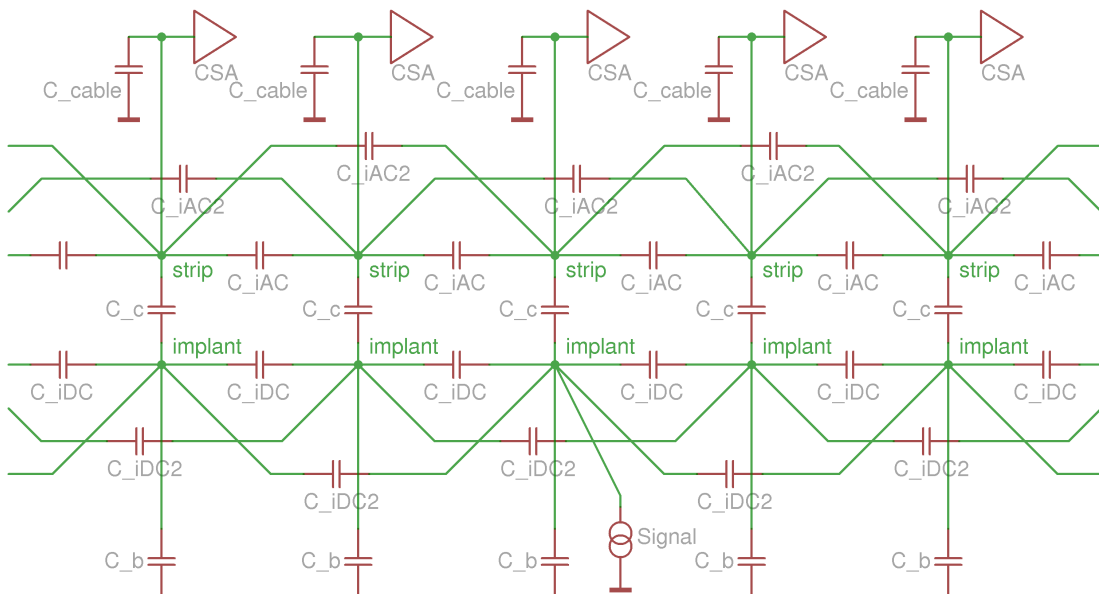 CSA CSA CSA CSA CSA
C_cable C_cable C_cable C_cable C_cable
C_iAC2 C_iAC2
C_iAC2 C_iAC2 C_iAC2
strip strip strip strip strip
C_iAC C_iAC C_iAC C_iAC C_iAC
C_c C_c C_c C_c C_c
implant implant implant implant implant
C_iDC C_iDC C_iDC C_iDC C_iDC C_iDC
C_iDC2 C_iDC2 C_iDC2
C_iDC2 C_iDC2
Signal
C_b C_b C_b C_b C_b